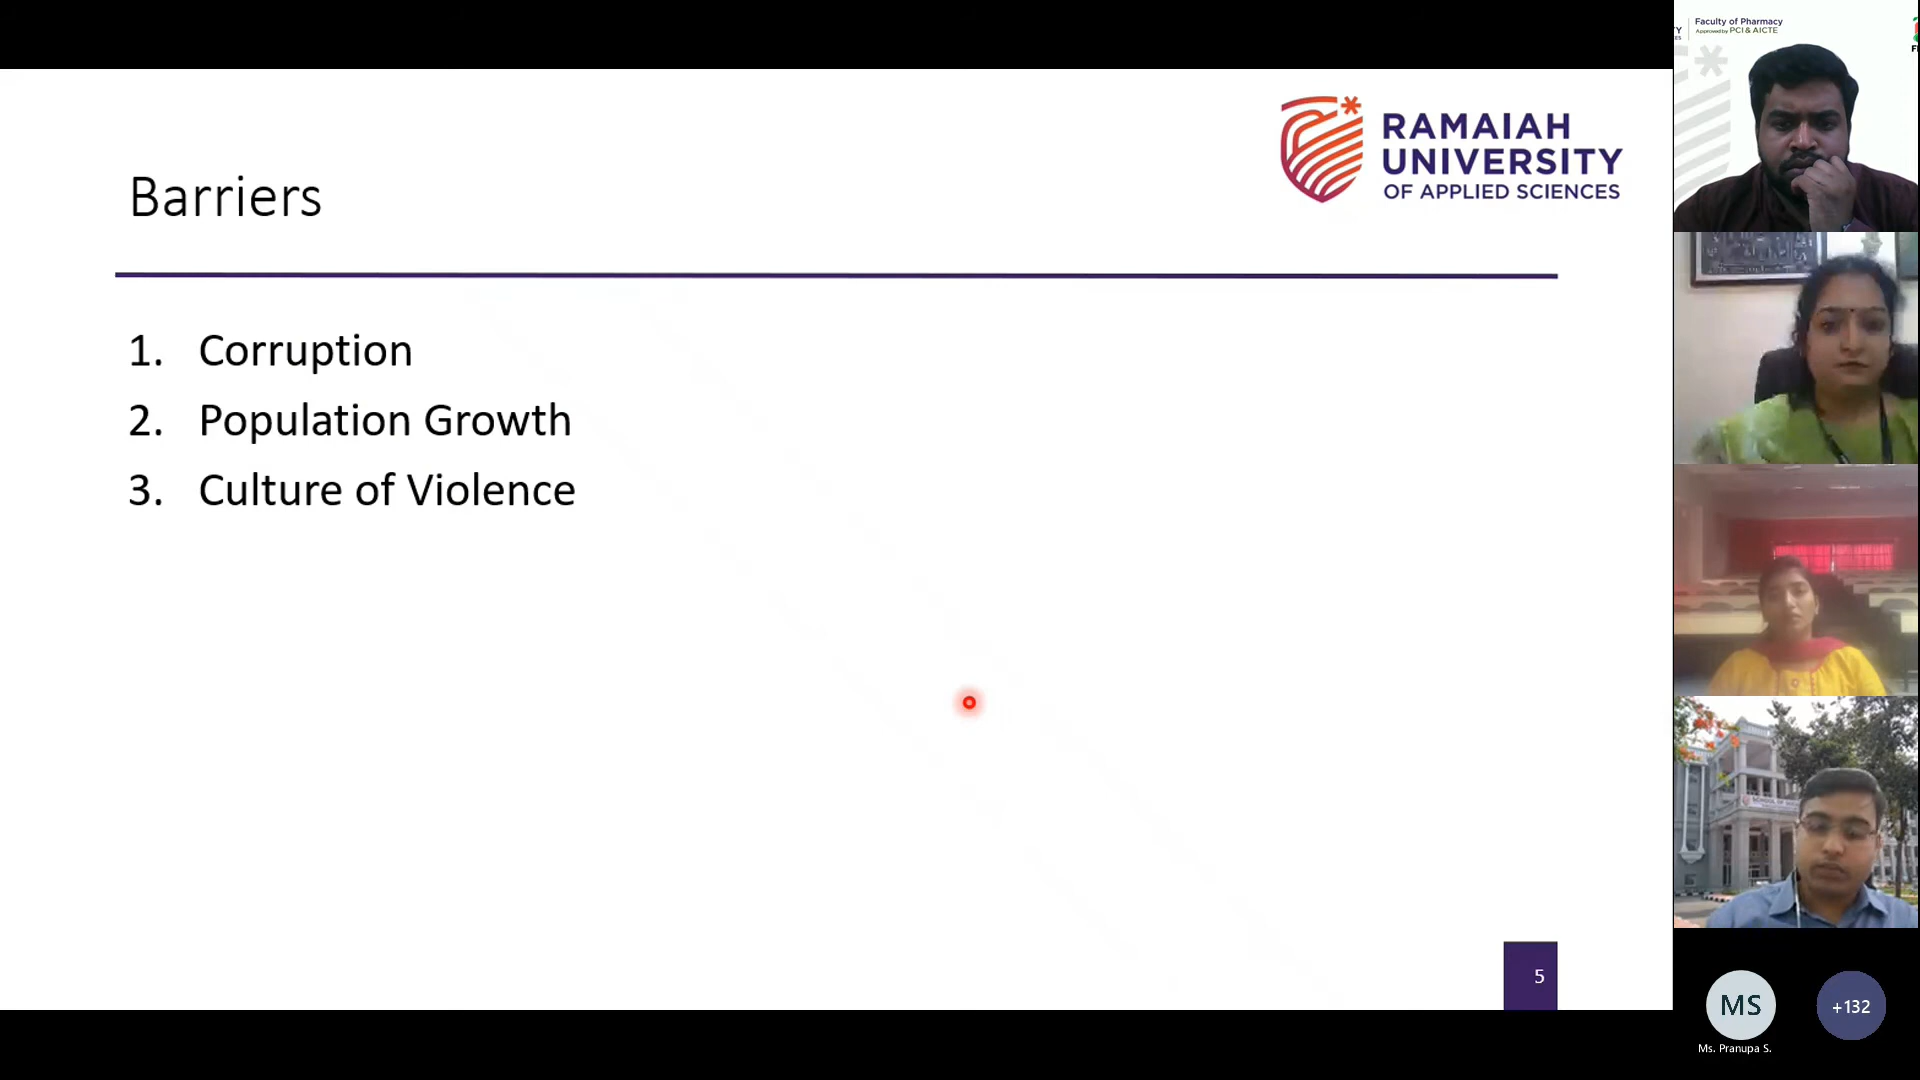 Faculty of Pharmacy
Approved by PCI & AICTE
RAMAIAH
UNIVERSITY
OF APPLIED SCIENCES
Barriers
1. Corruption
2. Population Growth
3. Culture of Violence
5
MS
+132
Ms. Pranupa S.